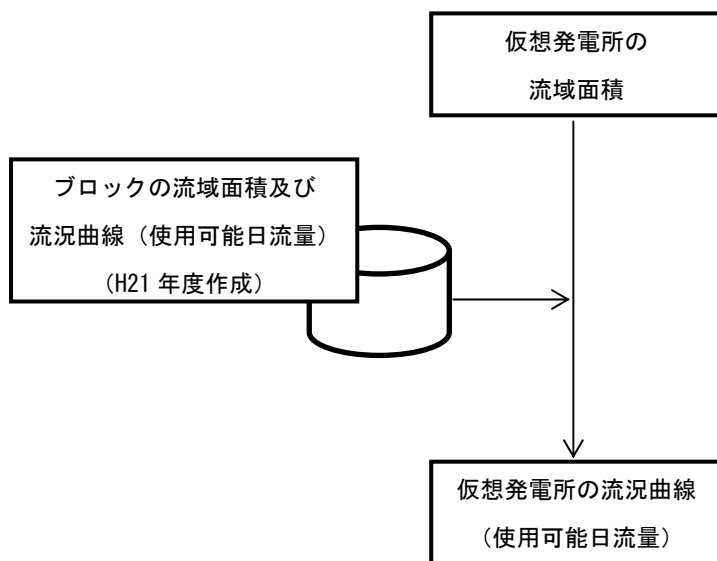 仮想発電所の
流域面積
ブロックの流域面積及び
流況曲線（使用可能日流量）
（H21 年度作成）
仮想発電所の流況曲線
（使用可能日流量）